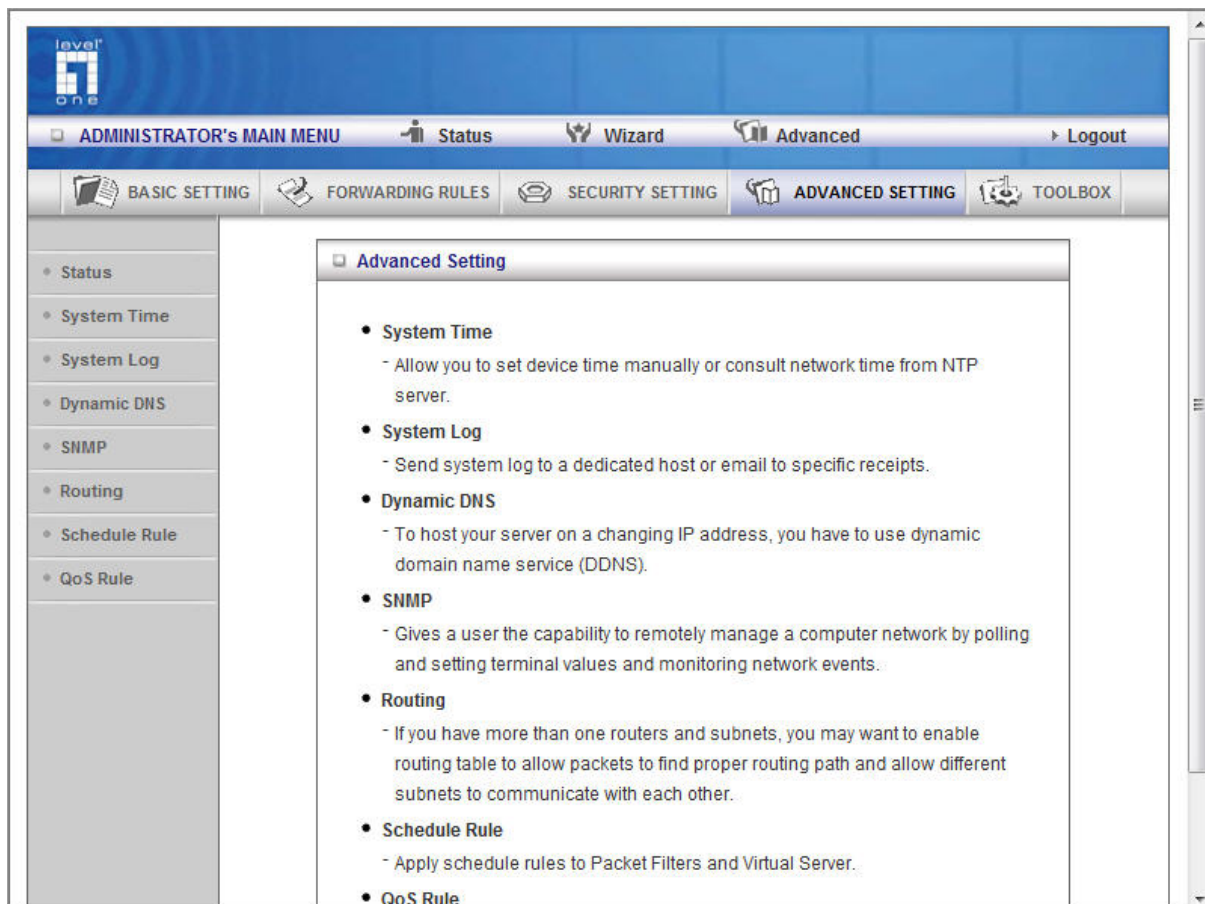 level
one
ADMINISTRATOR's MAIN MENU Status Wizard Advanced Logout
BASIC SETTING FORWARDING RULES SECURITY SETTING ADVANCED SETTING TOOLBOX
Status
System Time
System Log
Dynamic DNS
SNMP
Routing
Schedule Rule
QoS Rule
Advanced Setting
• System Time
- Allow you to set device time manually or consult network time from NTP
server.
• System Log
- Send system log to a dedicated host or email to specific receipts.
• Dynamic DNS
- To host your server on a changing IP address, you have to use dynamic
domain name service (DDNS).
• SNMP
- Gives a user the capability to remotely manage a computer network by polling
and setting terminal values and monitoring network events.
• Routing
- If you have more than one routers and subnets, you may want to enable
routing table to allow packets to find proper routing path and allow different
subnets to communicate with each other.
• Schedule Rule
- Apply schedule rules to Packet Filters and Virtual Server.
• QoS Rule